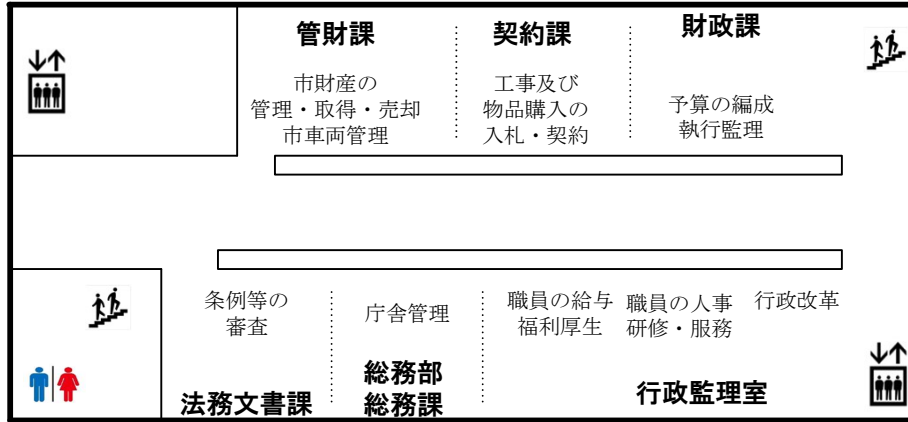 管財課
市財産の
管理・取得・売却
市車両管理
契約課
工事及び
物品購入の
入札・契約
財政課
予算の編成
執行監理
条例等の
審査
法務文書課
庁舎管理
総務部
総務課
職員の給与
福利厚生
職員の人事
研修・服務
行政改革
行政監理室